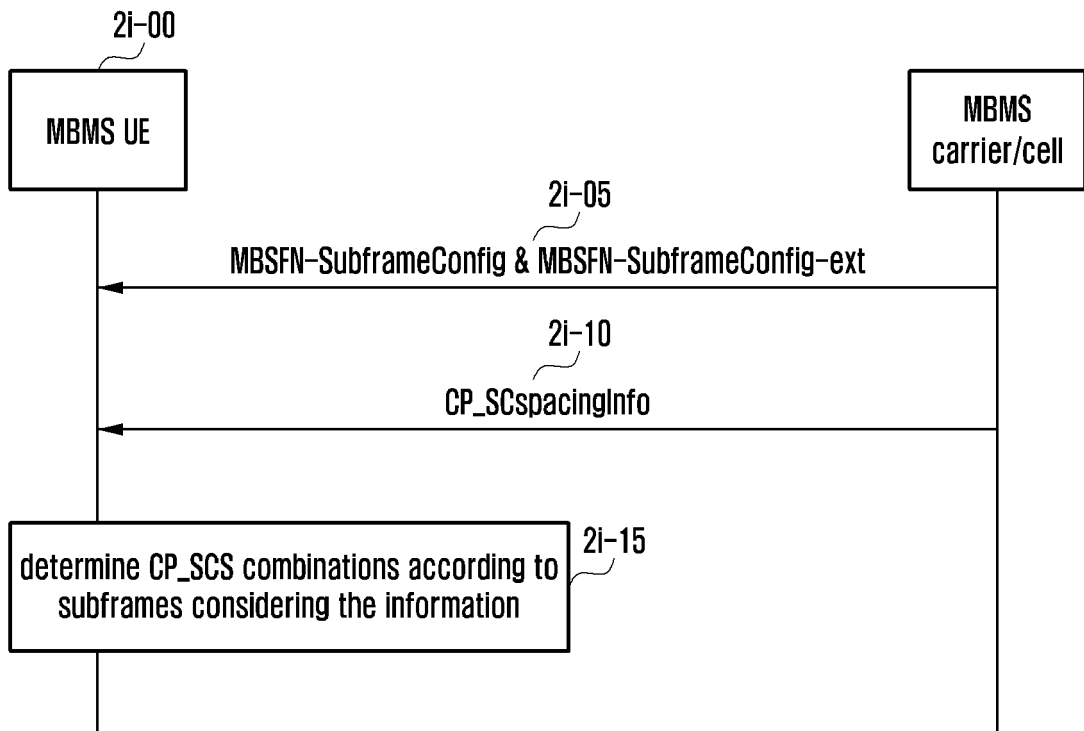 2i-00
MBMS UE
MBMS
carrier/cell
2i-05
MBSFN-SubframeConfig & MBSFN-SubframeConfig-ext
2i-10
CP_SCspacingInfo
determine CP_SCS combinations according to
subframes considering the information
2i-15